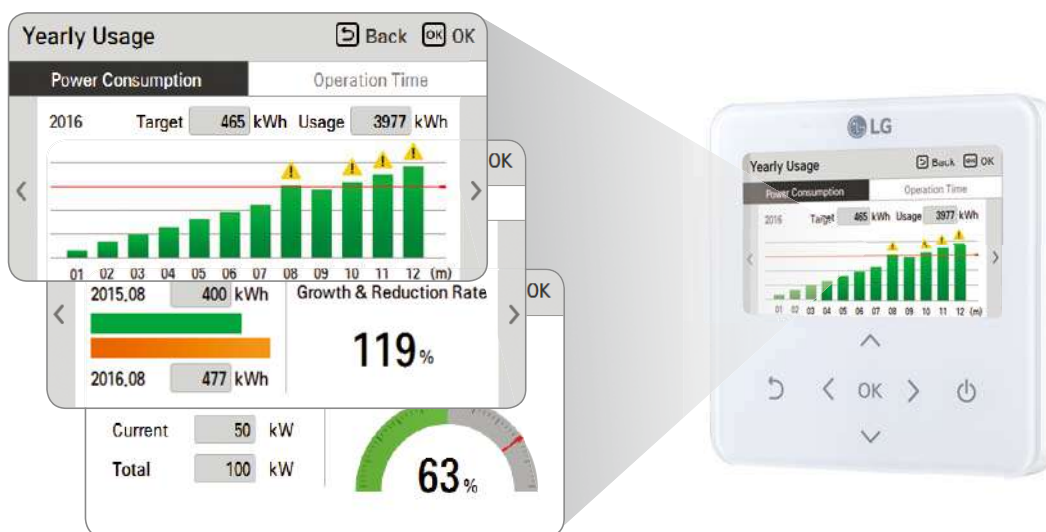 Yearly Usage Back OK OK
Power Consumption Operation Time
2016 Target 465 kWh Usage 3977 kWh
01 02 03 04 05 06 07 08 09 10 11 12 (m)
OK
2015.08 400 kWh Growth & Reduction Rate
119%
2016.08 477 kWh
OK
Current 50 kW
Total 100 kW
63%
LG
Yearly Usage Back OK OK
Power Consumption Operation Time
2016 Target 465 kWh Usage 3977 kWh
01 02 03 04 05 06 07 08 09 10 11 12 (m)
OK